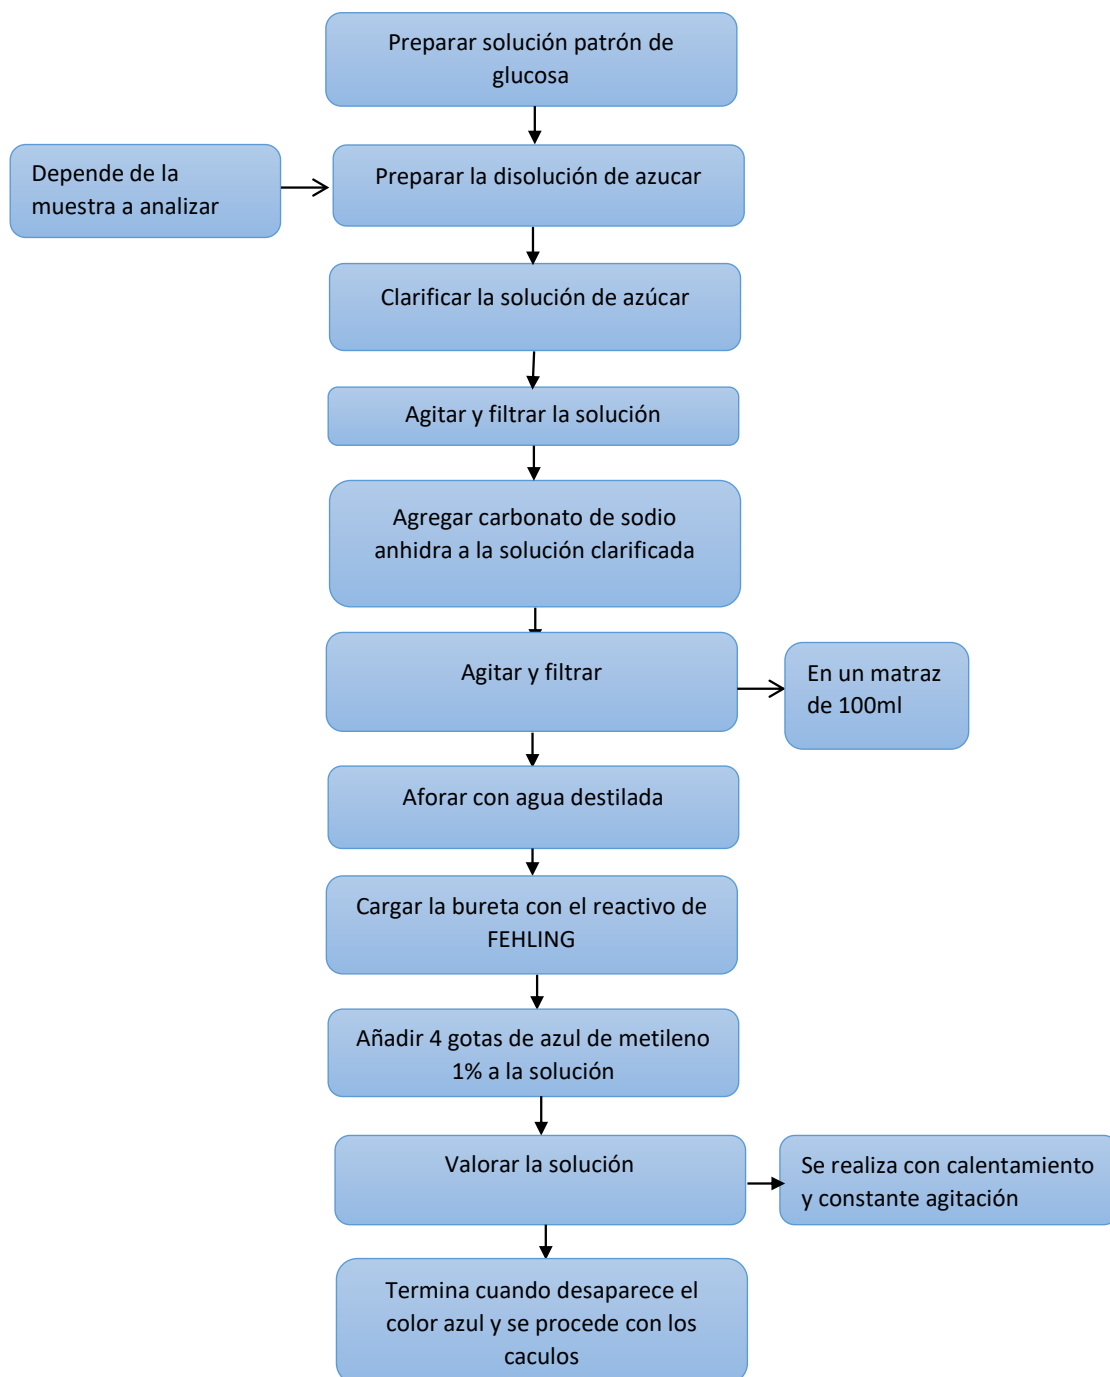 Preparar solución patrón de
glucosa
Depende de la
muestra a analizar
Preparar la disolución de azucar
Clarificar la solución de azúcar
Agitar y filtrar la solución
Agregar carbonato de sodio
anhidra a la solución clarificada
Agitar y filtrar
En un matraz
de 100ml
Aforar con agua destilada
Cargar la bureta con el reactivo de
FEHLING
Añadir 4 gotas de azul de metileno
1% a la solución
Valorar la solución
Se realiza con calentamiento
y constante agitación
Termina cuando desaparece el
color azul y se procede con los
caculos